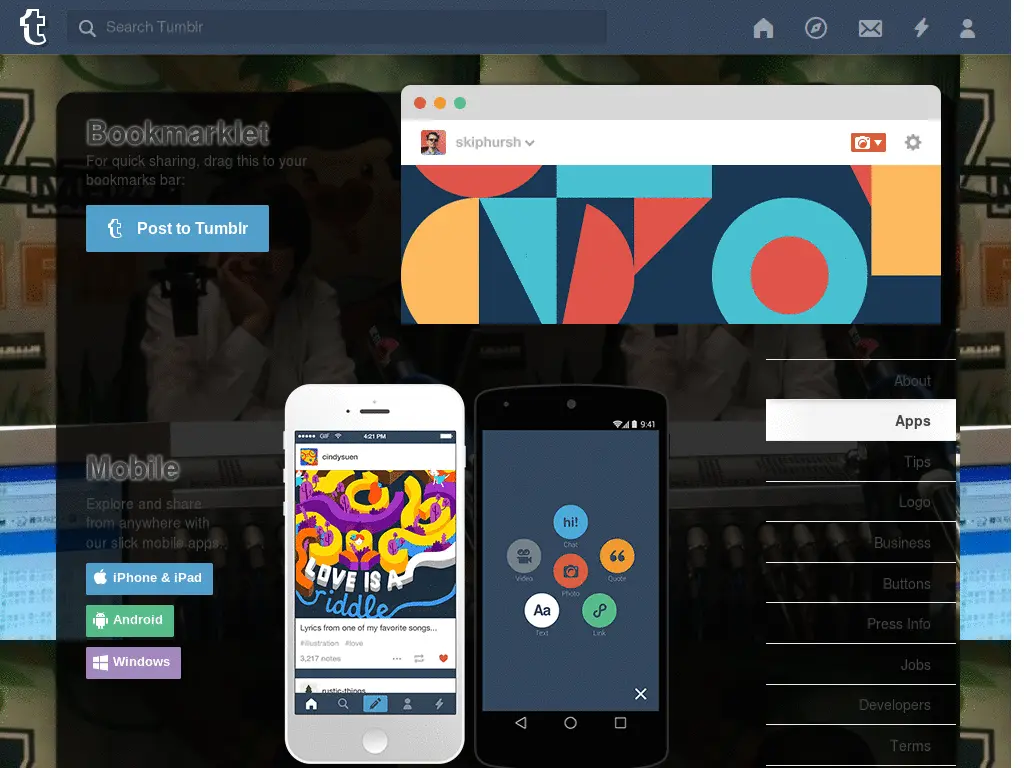 Search Tumblr
Bookmarklet
For quick sharing, drag this to your
bookmarks bar:
Post to Tumblr
skiphursh
Mobile
Explore and share
from anywhere with
our slick mobile apps.
iPhone & iPad
Android
Windows
GIF
4:21 PM
cindysuen
LOVE IS A
riddle
Lyrics from one of my favorite songs...
#illustration #love
3,217 notes
rustic-things
9:41
hi!
Chat
Video
Quote
Photo
Aa
Text
Link
About
Apps
Tips
Logo
Business
Buttons
Press Info
Jobs
Developers
Terms